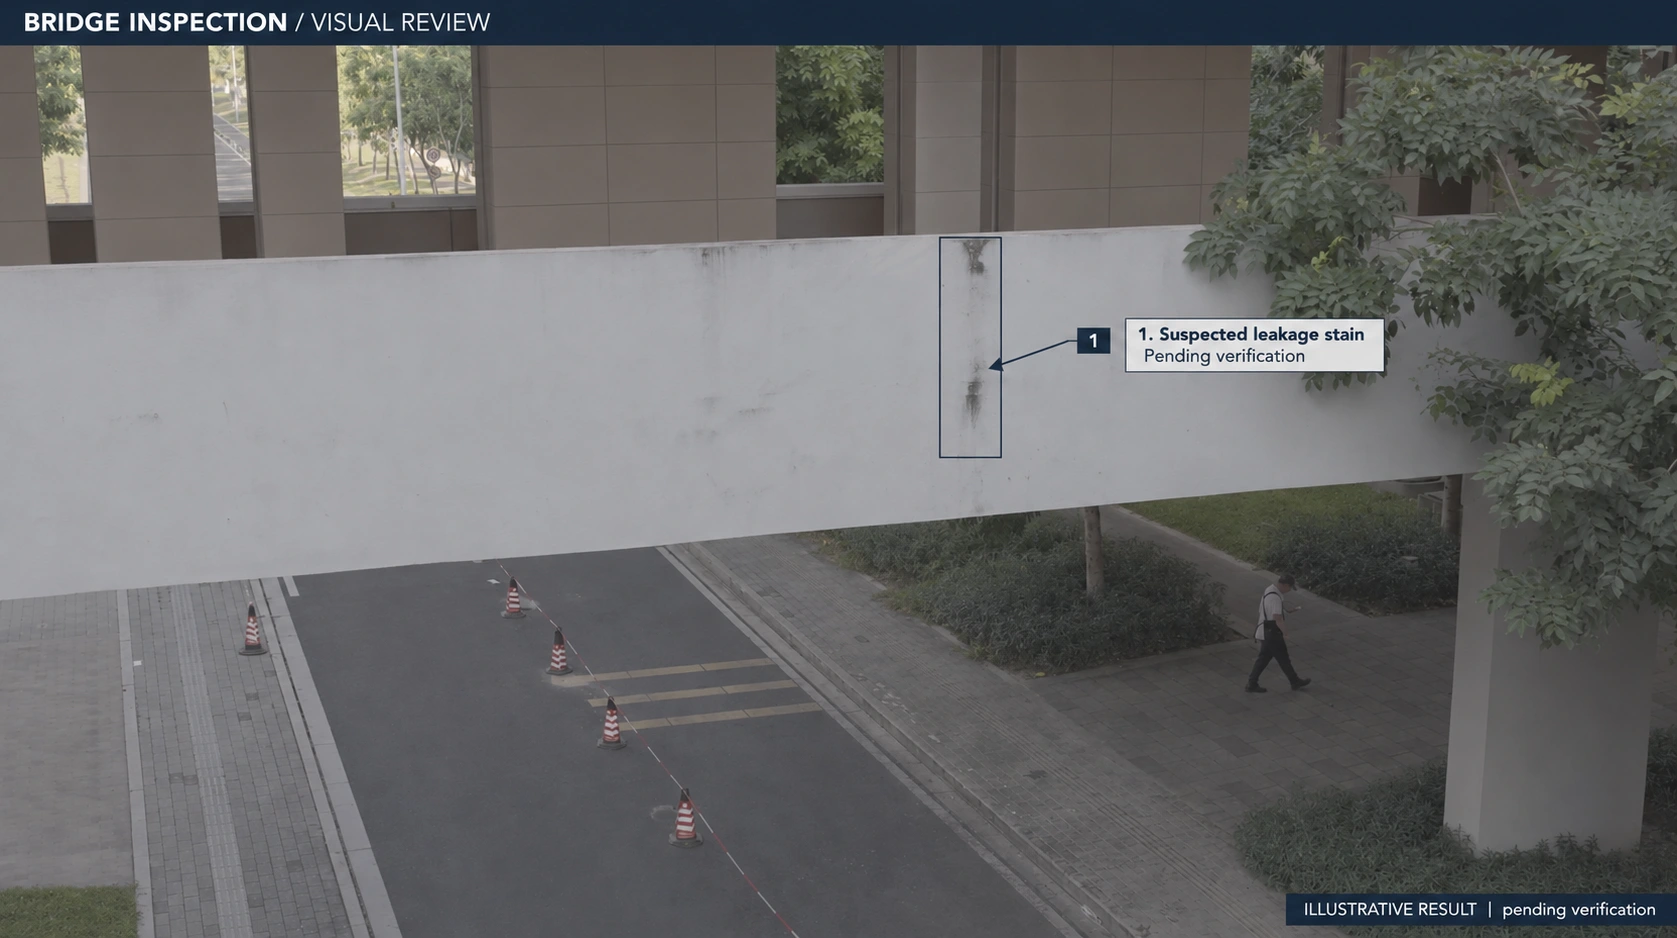 BRIDGE INSPECTION / VISUAL REVIEW
1
1. Suspected leakage stain
Pending verification
ILLUSTRATIVE RESULT | pending verification